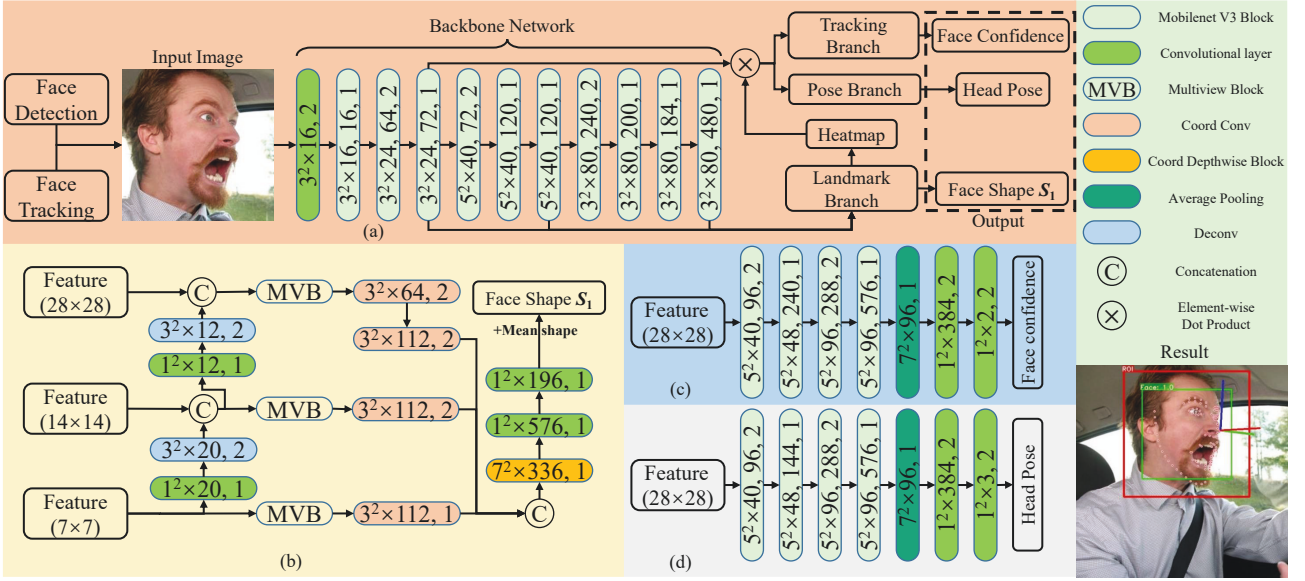 Backbone Network
Input Image
Face
Detection
Face
Tracking
3²×16, 2
3²×16, 16, 1
3²×24, 64, 2
3²×24, 72, 1
5²×40, 72, 2
5²×40, 120, 1
5²×40, 120, 1
3²×80, 240, 2
3²×80, 200, 1
3²×80, 184, 1
3²×80, 480, 1
×
Tracking
Branch
Face Confidence
Pose Branch
Head Pose
Heatmap
Landmark
Branch
Face Shape S₁
Output
(a)
Mobilenet V3 Block
Convolutional layer
MVB
Multiview Block
Coord Conv
Coord Depthwise Block
Average Pooling
Deconv
C
Concatenation
×
Element-wise
Dot Product
Result
ROI
Face: 1.0
Feature
(28×28)
C
MVB
3²×64, 2
3²×12, 2
3²×112, 2
1²×12, 1
Feature
(14×14)
C
MVB
3²×112, 2
3²×20, 2
1²×20, 1
Feature
(7×7)
MVB
3²×112, 1
C
Face Shape S₁
+Mean shape
1²×196, 1
1²×576, 1
7²×336, 1
(b)
Feature
(28×28)
5²×40, 96, 2
5²×48, 240, 1
5²×96, 288, 2
5²×96, 576, 1
7²×96, 1
1²×384, 2
1²×2, 2
Face confidence
(c)
Feature
(28×28)
5²×40, 96, 2
5²×48, 144, 1
5²×96, 288, 2
5²×96, 576, 1
7²×96, 1
1²×384, 2
1²×3, 2
Head Pose
(d)